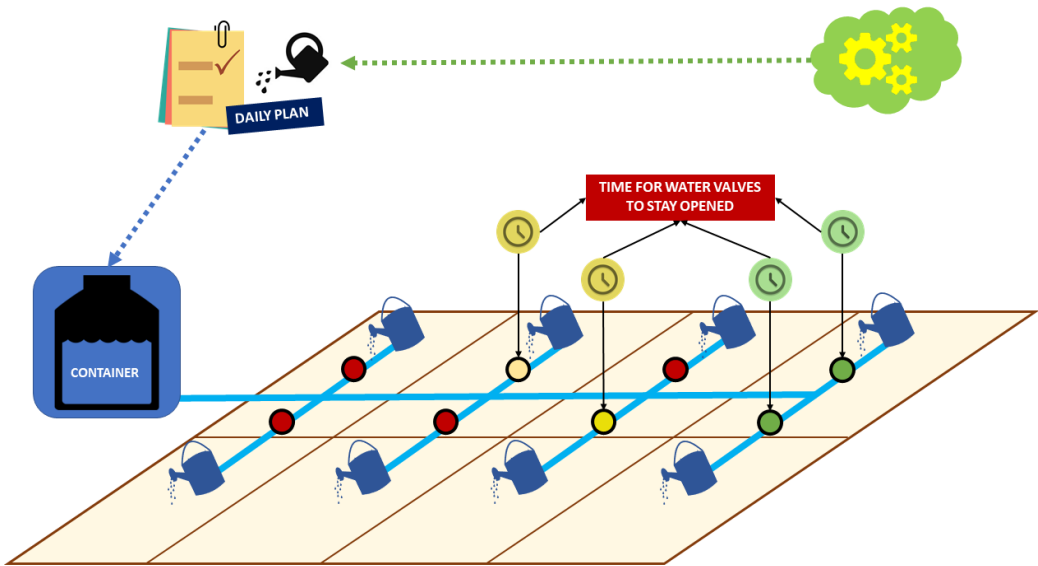 DAILY PLAN
TIME FOR WATER VALVES
TO STAY OPENED
CONTAINER